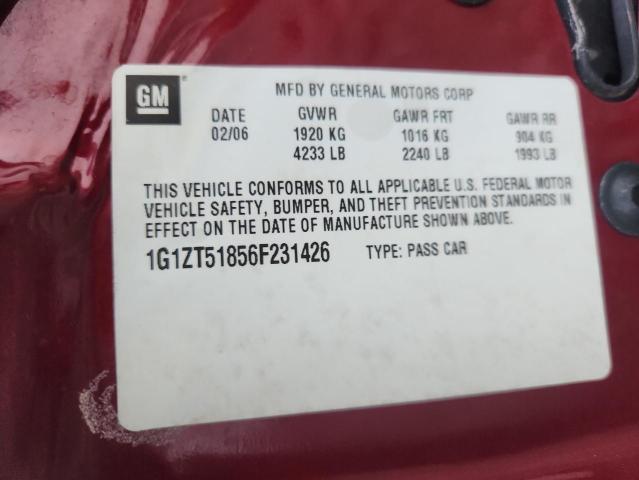 GM
MFD BY GENERAL MOTORS CORP
DATE GVWR GAWR FRT GAWR RR
02/06 1920 KG 1016 KG 904 KG
4233 LB 2240 LB 1993 LB
THIS VEHICLE CONFORMS TO ALL APPLICABLE U.S. FEDERAL MOTOR
VEHICLE SAFETY, BUMPER, AND THEFT PREVENTION STANDARDS IN
EFFECT ON THE DATE OF MANUFACTURE SHOWN ABOVE.
1G1ZT51856F231426 TYPE: PASS CAR